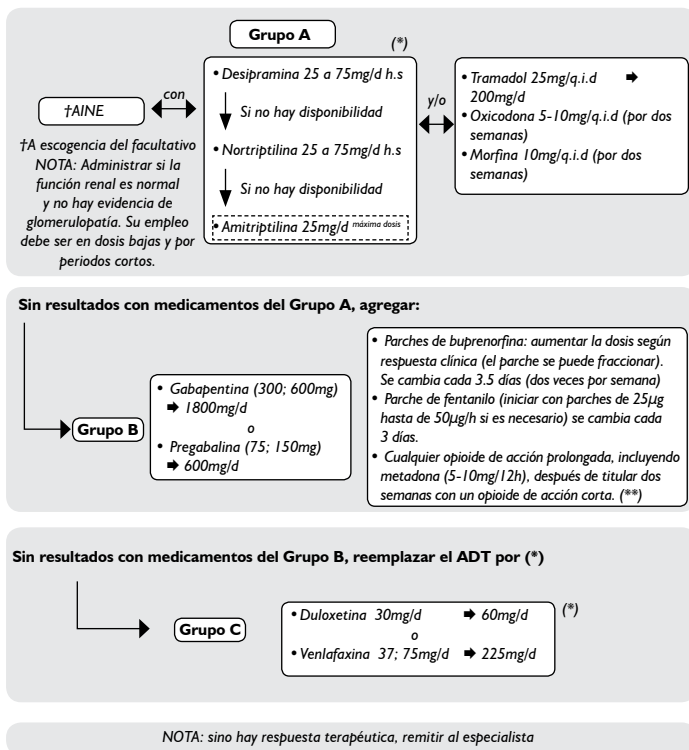 Grupo A
(*)
†AINE
con
†A escogencia del facultativo
NOTA: Administrar si la
función renal es normal
y no hay evidencia de
glomerulopatía. Su empleo
debe ser en dosis bajas y por
periodos cortos.
• Desipramina 25 a 75mg/d h.s
Si no hay disponibilidad
• Nortriptilina 25 a 75mg/d h.s
Si no hay disponibilidad
• Amitriptilina 25mg/d máxima dosis
y/o
• Tramadol 25mg/q.i.d ➡
200mg/d
• Oxicodona 5-10mg/q.i.d (por dos
semanas)
• Morfina 10mg/q.i.d (por dos
semanas)
Sin resultados con medicamentos del Grupo A, agregar:
Grupo B
• Gabapentina (300; 600mg)
➡ 1800mg/d
o
• Pregabalina (75; 150mg)
➡ 600mg/d
• Parches de buprenorfina: aumentar la dosis según
respuesta clínica (el parche se puede fraccionar).
Se cambia cada 3.5 días (dos veces por semana)
• Parche de fentanilo (iniciar con parches de 25µg
hasta de 50µg/h si es necesario) se cambia cada
3 días.
• Cualquier opioide de acción prolongada, incluyendo
metadona (5-10mg/12h), después de titular dos
semanas con un opioide de acción corta. (**)
Sin resultados con medicamentos del Grupo B, reemplazar el ADT por (*)
Grupo C
• Duloxetina 30mg/d ➡ 60mg/d
o
• Venlafaxina 37; 75mg/d ➡ 225mg/d
(*)
NOTA: sino hay respuesta terapéutica, remitir al especialista